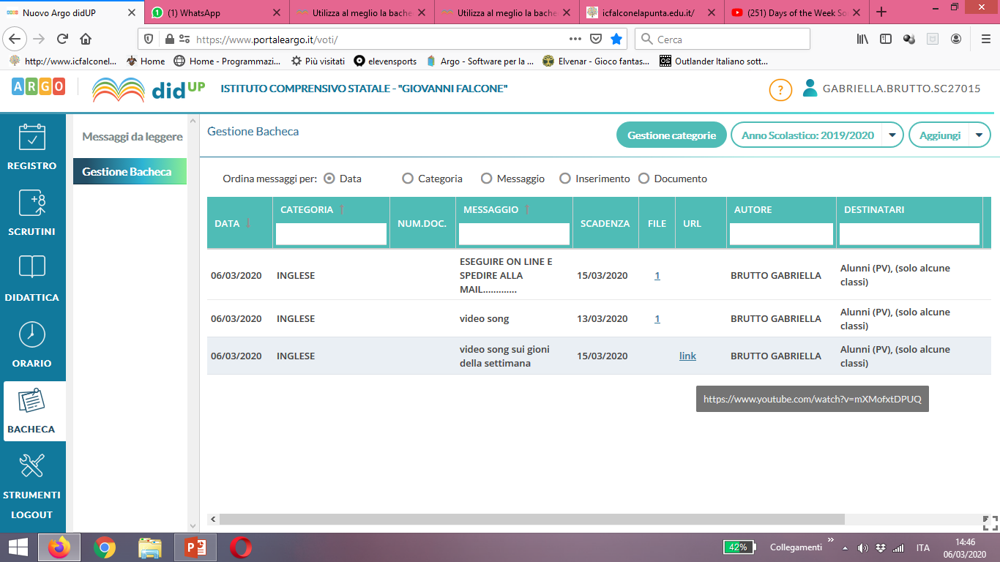 Nuovo Argo didUP
(1) WhatsApp
Utilizza al meglio la bache
Utilizza al meglio la bache
icfalconelapunta.edu.it/
(251) Days of the Week So
https://www.portaleargo.it/voti/
Cerca
http://www.icfalconel...
Home
Home - Programmazi...
Più visitati
elevensports
Argo - Software per la ...
Elvenar - Gioco fantas...
Outlander Italiano sott...
ARGO
didUP
ISTITUTO COMPRENSIVO STATALE - "GIOVANNI FALCONE"
?
GABRIELLA.BRUTTO.SC27015
REGISTRO
+8
SCRUTINI
DIDATTICA
ORARIO
BACHECA
STRUMENTI
LOGOUT
Messaggi da leggere
Gestione Bacheca
Gestione Bacheca
Gestione categorie
Anno Scolastico: 2019/2020
Aggiungi
Ordina messaggi per:
Data
Categoria
Messaggio
Inserimento
Documento
DATA
CATEGORIA
NUM.DOC.
MESSAGGIO
SCADENZA
FILE
URL
AUTORE
DESTINATARI
06/03/2020
INGLESE
ESEGUIRE ON LINE E
SPEDIRE ALLA
MAIL.............
15/03/2020
1
BRUTTO GABRIELLA
Alunni (PV), (solo alcune
classi)
06/03/2020
INGLESE
video song
13/03/2020
1
BRUTTO GABRIELLA
Alunni (PV), (solo alcune
classi)
06/03/2020
INGLESE
video song sui gioni
della settimana
15/03/2020
link
BRUTTO GABRIELLA
Alunni (PV), (solo alcune
classi)
https://www.youtube.com/watch?v=mXMofxtDPUQ
42%
Collegamenti
ITA
14:46
06/03/2020